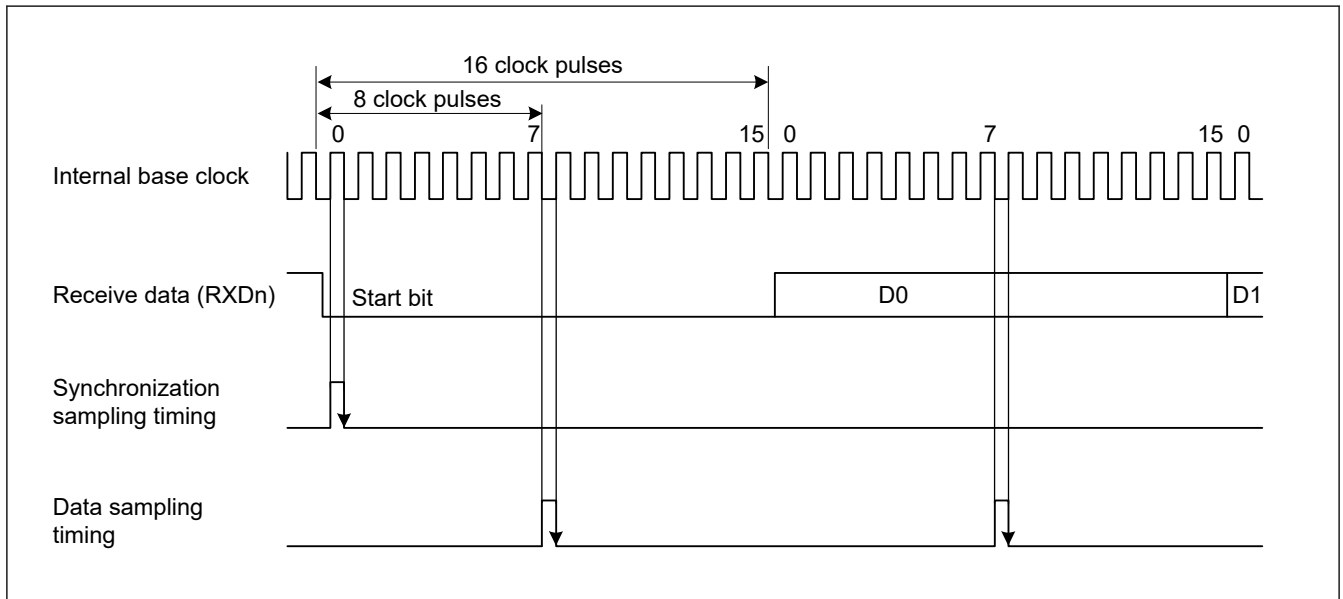 16 clock pulses
8 clock pulses
0 7 15 0 7 15 0
Internal base clock
Receive data (RXDn) Start bit D0 D1
Synchronization
sampling timing
Data sampling
timing